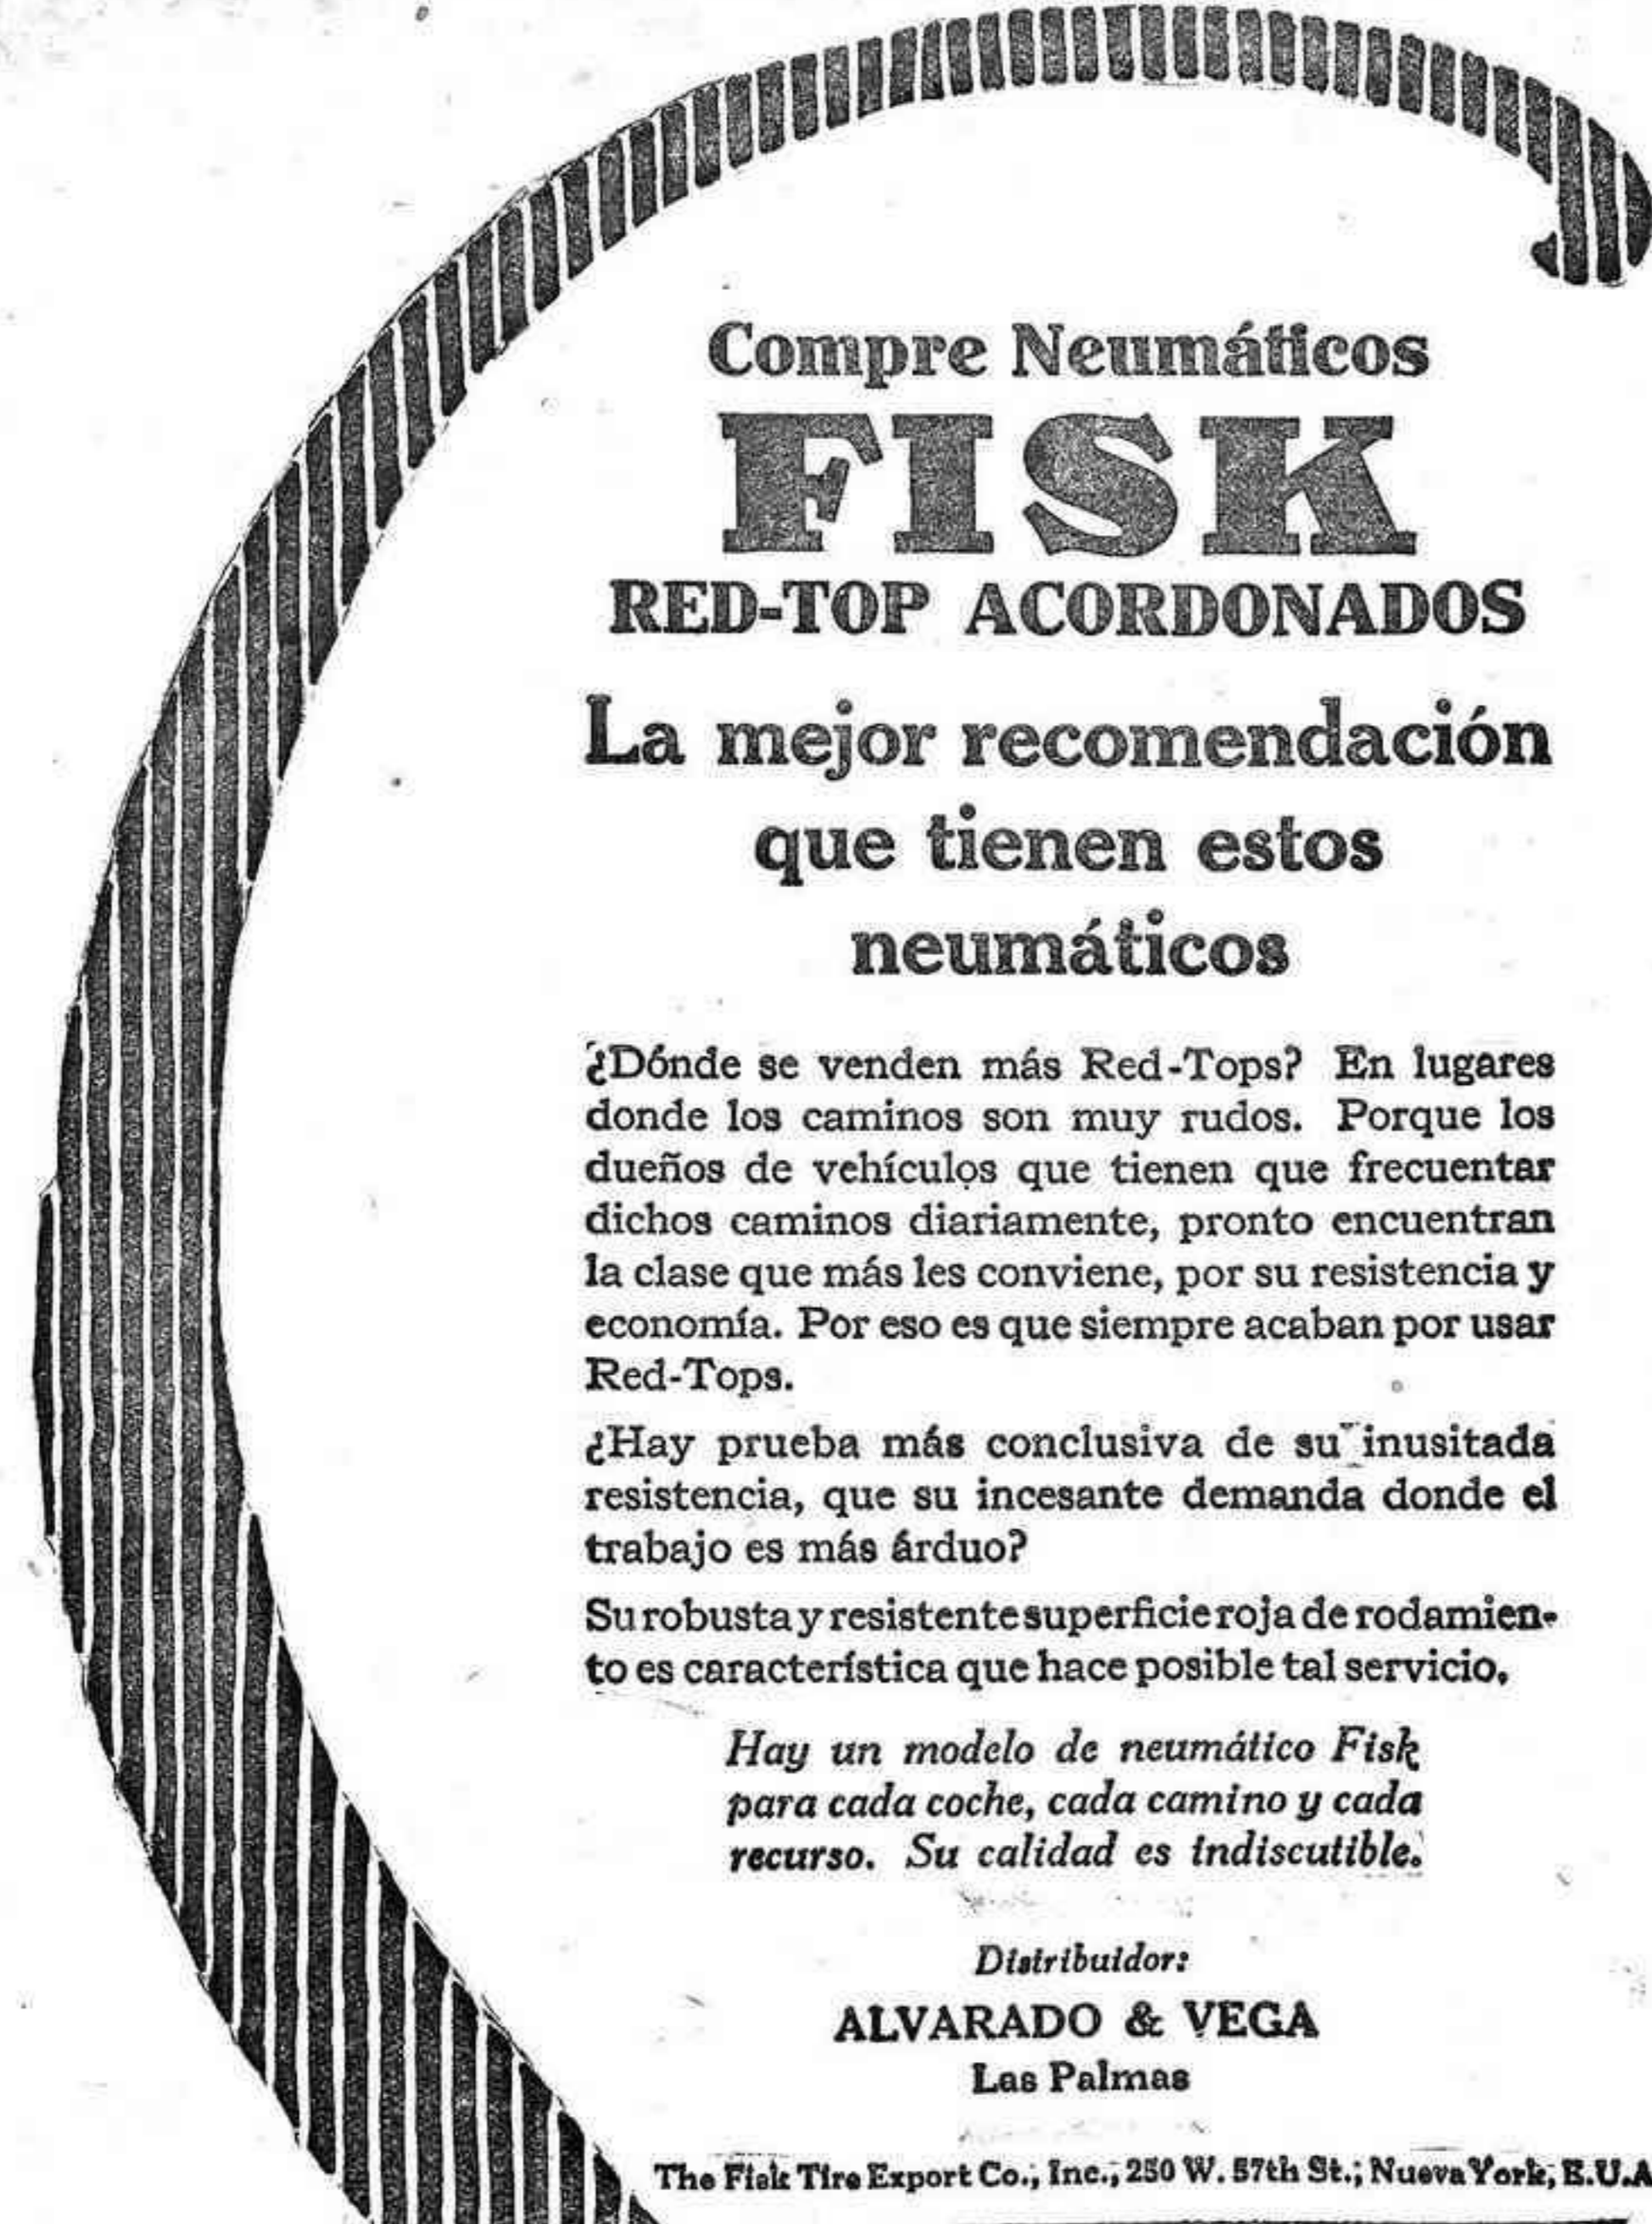 Compre Neumáticos
FISK
RED-TOP ACORDONADOS
La mejor recomendación
que tienen estos
neumáticos
¿Dónde se venden más Red-Tops? En lugares
donde los caminos son muy rudos. Porque los
dueños de vehículos que tienen que frecuentar
dichos caminos diariamente, pronto encuentran
la clase que más les conviene, por su resistencia y
economía. Por eso es que siempre acaban por usar
Red-Tops.
¿Hay prueba más conclusiva de su inusitada
resistencia, que su incesante demanda donde el
trabajo es más árduo?
Su robusta y resistente superficie roja de rodamien-
to es característica que hace posible tal servicio.
Hay un modelo de neumático Fisk
para cada coche, cada camino y cada
recurso. Su calidad es indiscutible.
Distribuidor:
ALVARADO & VEGA
Las Palmas
The Fisk Tire Export Co., Inc., 250 W. 57th St.; Nueva York, E.U.A